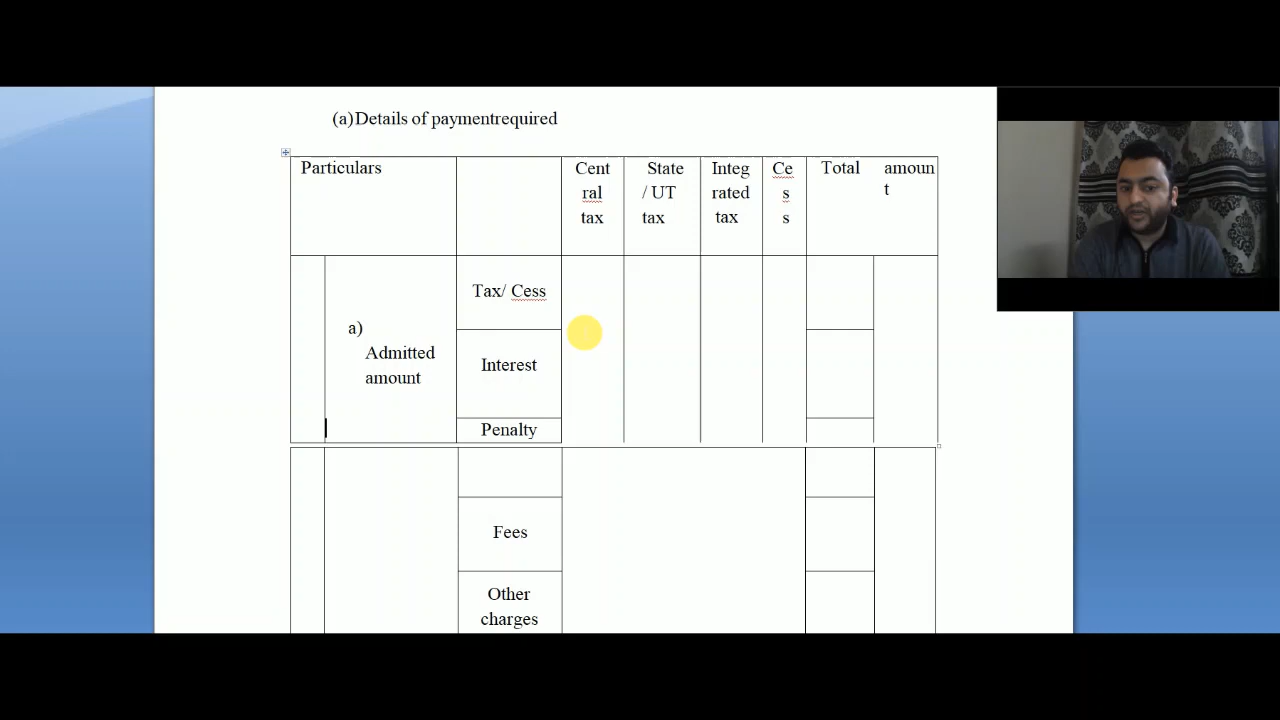 (a)Details of paymentrequired
Particulars
Cent
ral
tax
State
/ UT
tax
Integ
rated
tax
Ce
s
s
Total amoun
t
a)
Admitted
amount
Tax/ Cess
Interest
Penalty
Fees
Other
charges